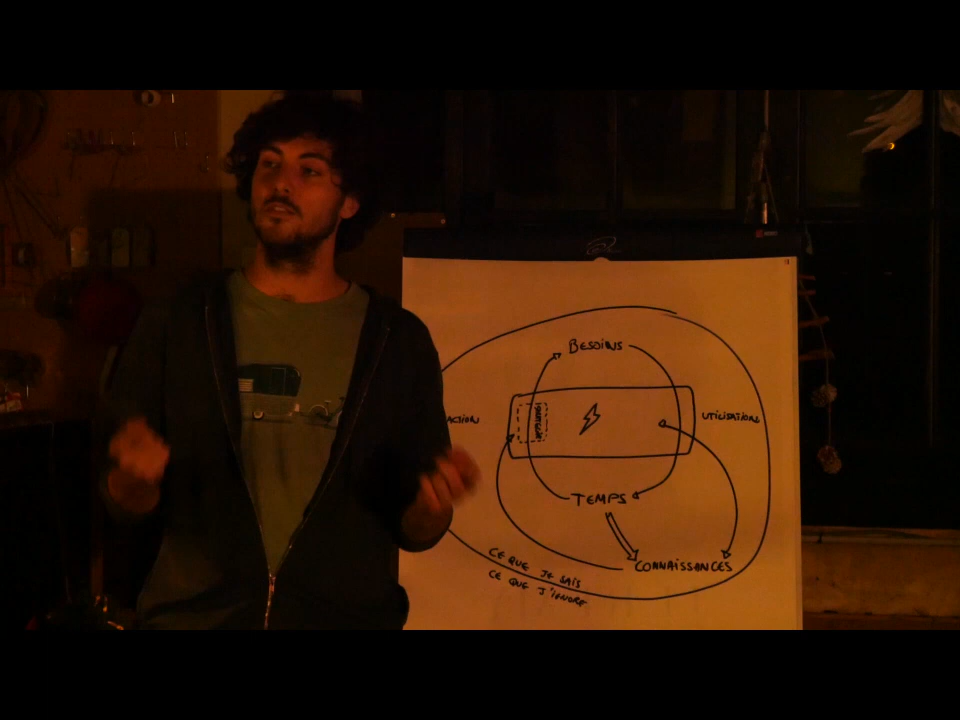 BESOINS
ACTION
UTILISATIONS
TEMPS
CONNAISSANCES
CE QUE JE SAIS
CE QUE J'IGNORE